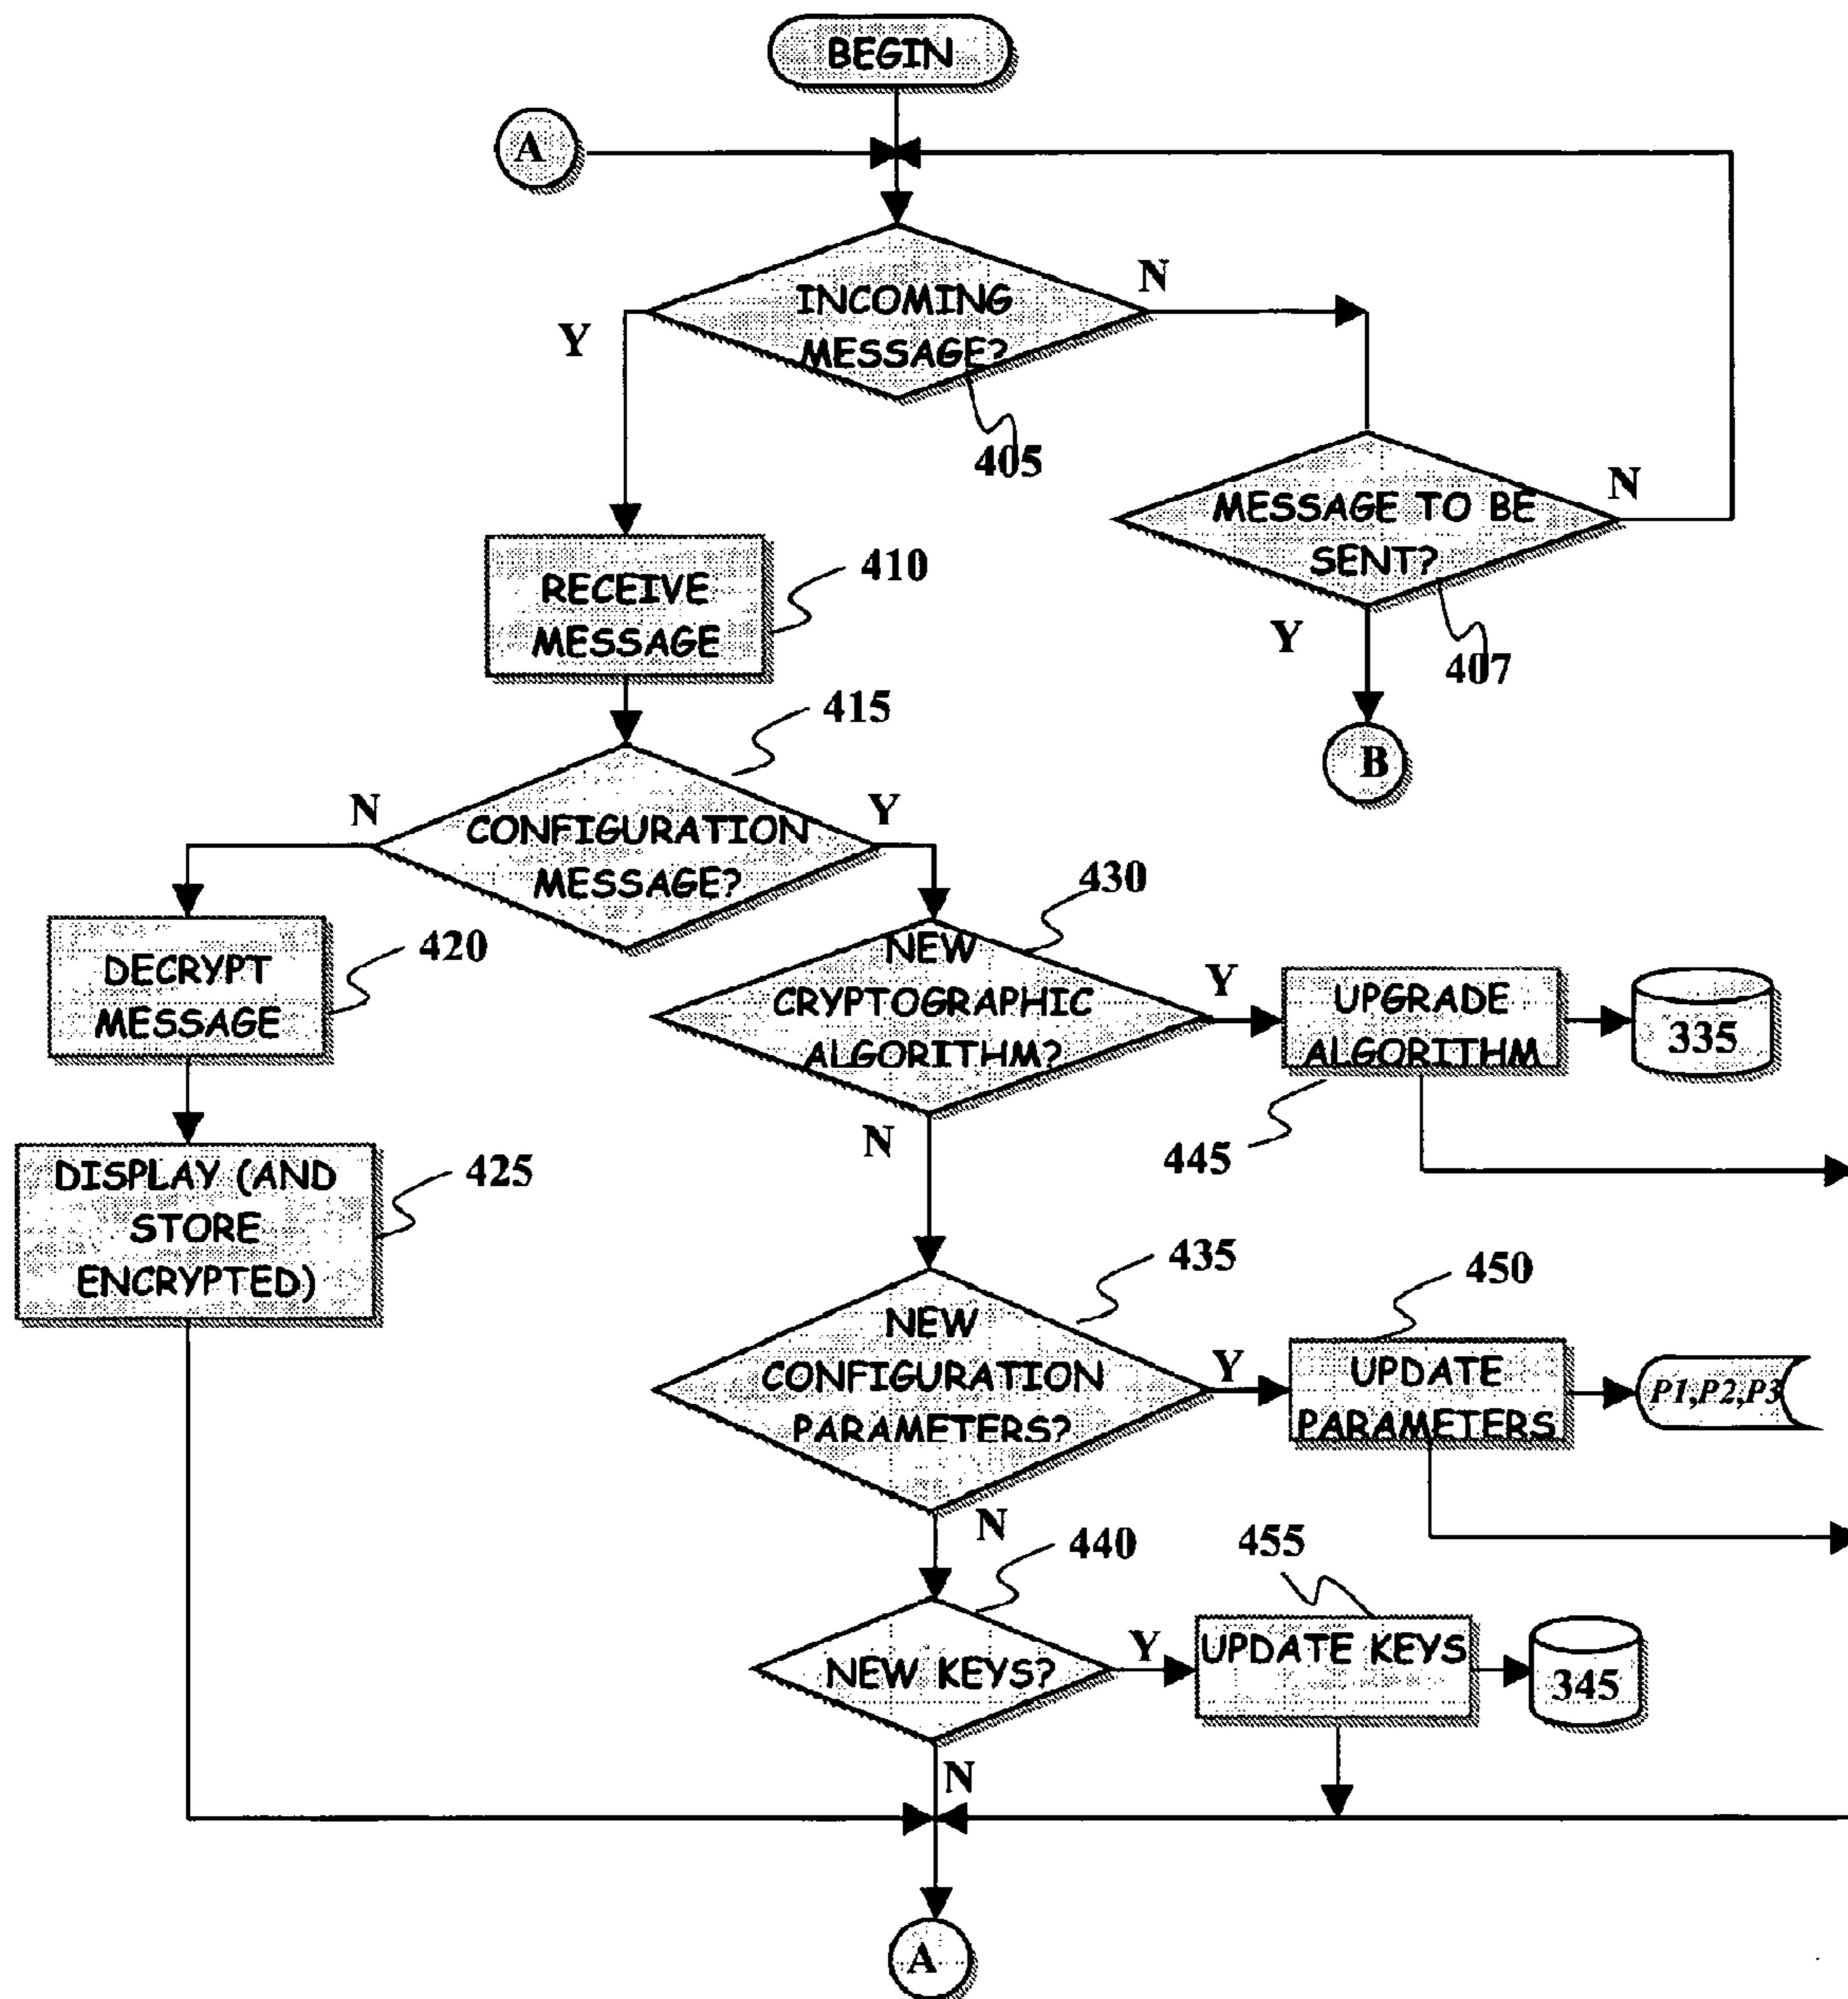 BEGIN
A
INCOMING
MESSAGE?
N
Y
405
MESSAGE TO BE
SENT?
N
407
Y
B
RECEIVE
MESSAGE
410
415
CONFIGURATION
MESSAGE?
N
Y
DECRYPT
MESSAGE
420
430
NEW
CRYPTOGRAPHIC
ALGORITHM?
Y
UPGRADE
ALGORITHM
335
445
N
DISPLAY (AND
STORE
ENCRYPTED)
425
435
NEW
CONFIGURATION
PARAMETERS?
Y
450
UPDATE
PARAMETERS
P1,P2,P3
N
440
NEW KEYS?
Y
455
UPDATE KEYS
345
N
A